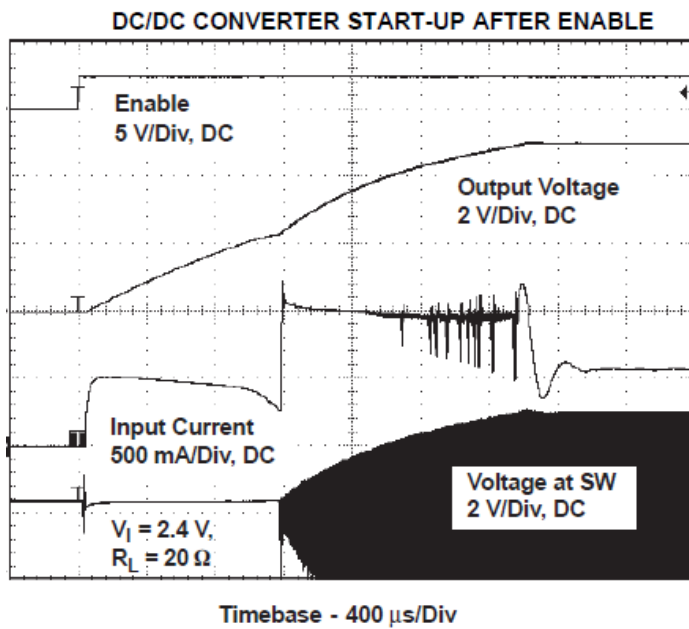 DC/DC CONVERTER START-UP AFTER ENABLE
Enable
5 V/Div, DC
Output Voltage
2 V/Div, DC
Input Current
500 mA/Div, DC
Voltage at SW
2 V/Div, DC
VI = 2.4 V,
RL = 20 Ω
Timebase - 400 μs/Div